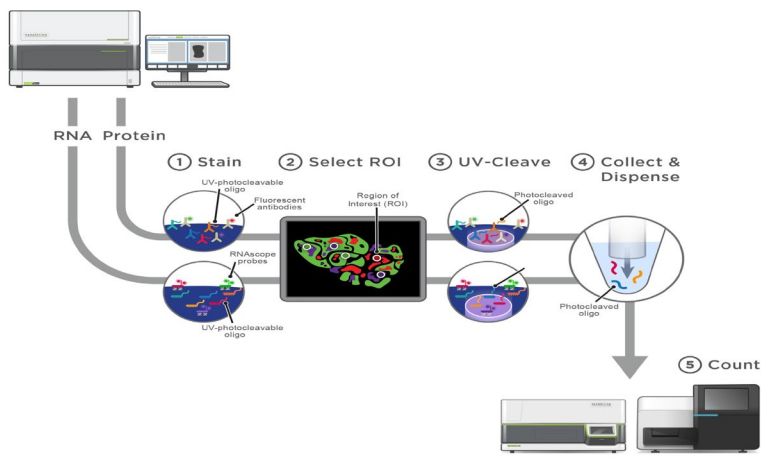 RNA Protein
① Stain
② Select ROI
③ UV-Cleave
④ Collect &
Dispense
UV-photocleavable
oligo
Fluorescent
antibodies
Region of
Interest (ROI)
Photocleaved
oligo
RNAscope
probes
UV-photocleavable
oligo
Photocleaved
oligo
⑤ Count